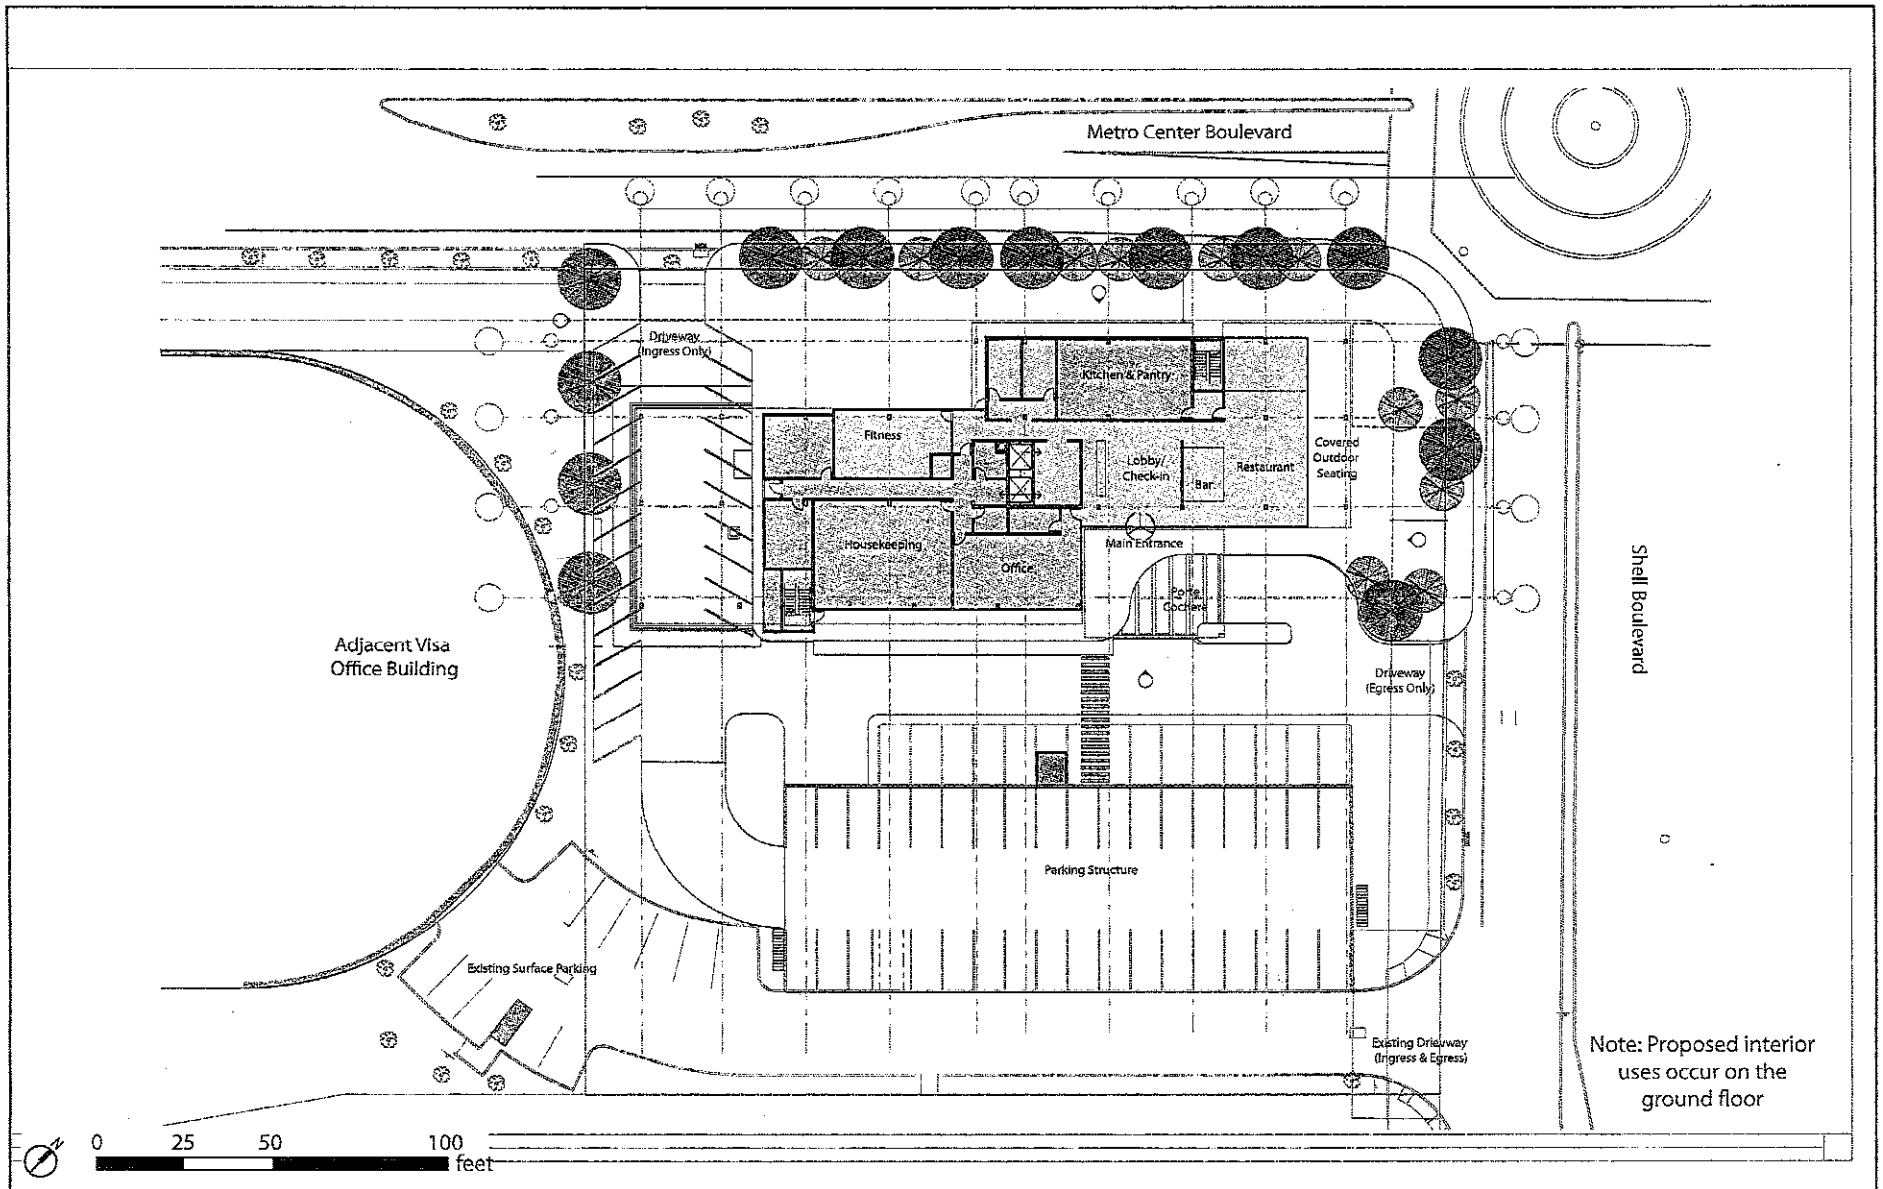 Metro Center Boulevard
Driveway
(Ingress Only)
Kitchen & Pantry
Fitness
Lobby/
Check-in
Bar
Restaurant
Covered
Outdoor
Seating
Housekeeping
Main Entrance
Office
Porte
Cochere
Shell Boulevard
Adjacent Visa
Office Building
Driveway
(Egress Only)
Parking Structure
Existing Surface Parking
Existing Drievway
(Ingress & Egress)
Note: Proposed interior
uses occur on the
ground floor
N
0 25 50 100
feet